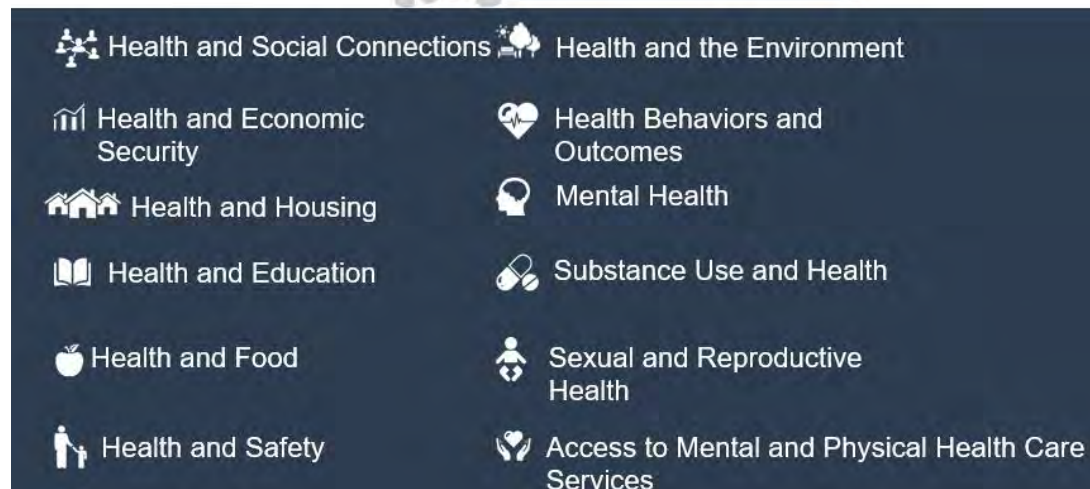 Health and Social Connections
Health and Economic
Security
Health and Housing
Health and Education
Health and Food
Health and Safety
Health and the Environment
Health Behaviors and
Outcomes
Mental Health
Substance Use and Health
Sexual and Reproductive
Health
Access to Mental and Physical Health Care
Services